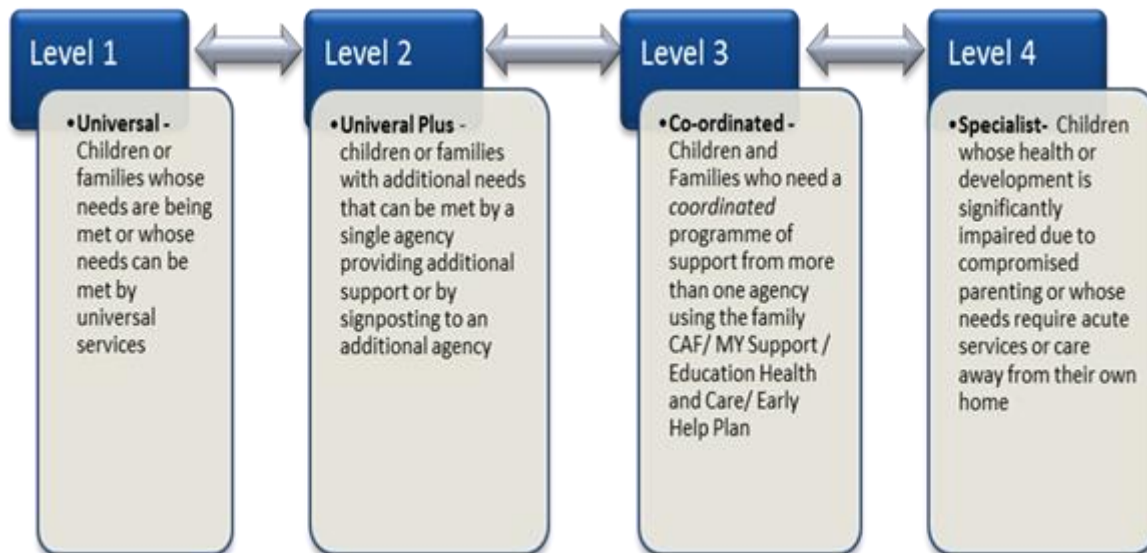 Level 1
•Universal -
Children or
families whose
needs are being
met or whose
needs can be
met by
universal
services
Level 2
•Univeral Plus -
children or families
with additional needs
that can be met by a
single agency
providing additional
support or by
signposting to an
additional agency
Level 3
•Co-ordinated -
Children and
Families who need a
coordinated
programme of
support from more
than one agency
using the family
CAF/ MY Support /
Education Health
and Care/ Early
Help Plan
Level 4
•Specialist- Children
whose health or
development is
significantly
impaired due to
compromised
parenting or whose
needs require acute
services or care
away from their own
home